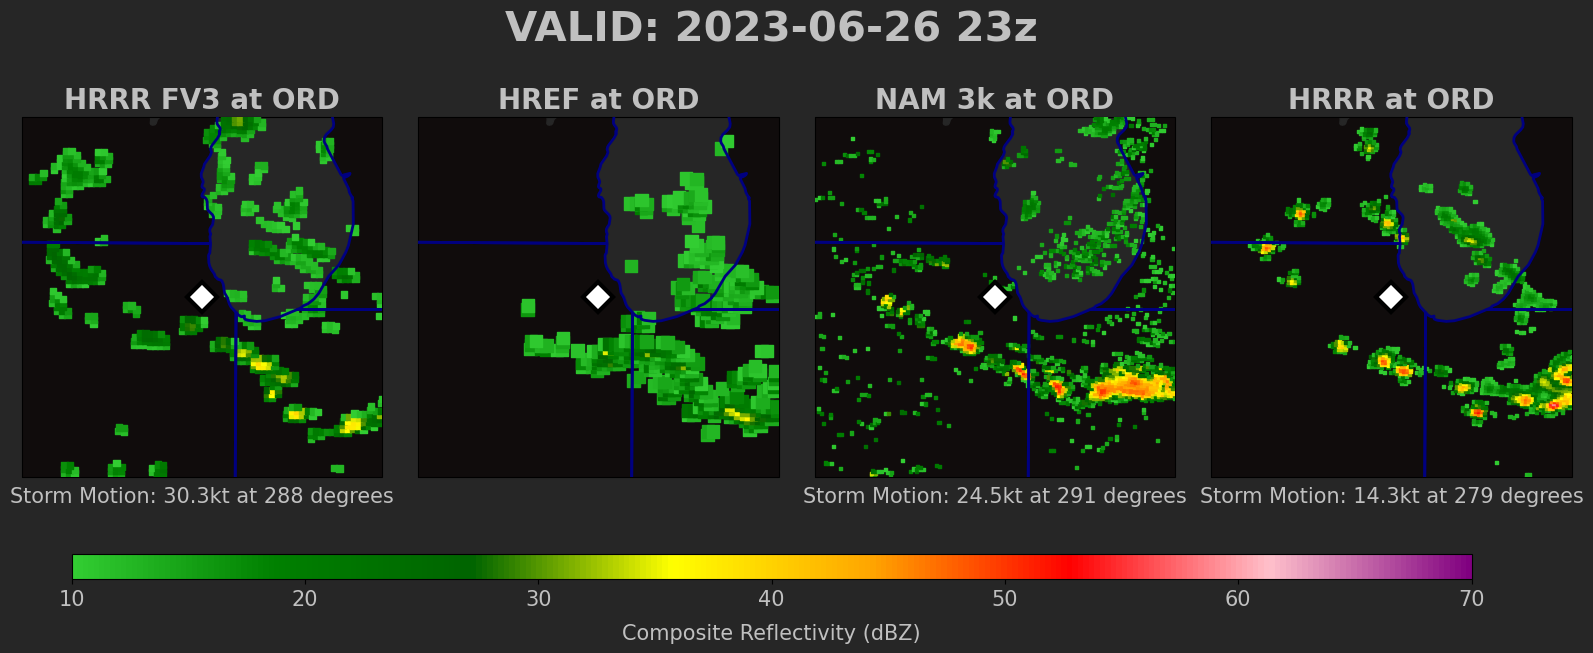 VALID: 2023-06-26 23z
HRRR FV3 at ORD
HREF at ORD
NAM 3k at ORD
HRRR at ORD
Storm Motion: 30.3kt at 288 degrees
Storm Motion: 24.5kt at 291 degrees
Storm Motion: 14.3kt at 279 degrees
10 20 30 40 50 60 70
Composite Reflectivity (dBZ)